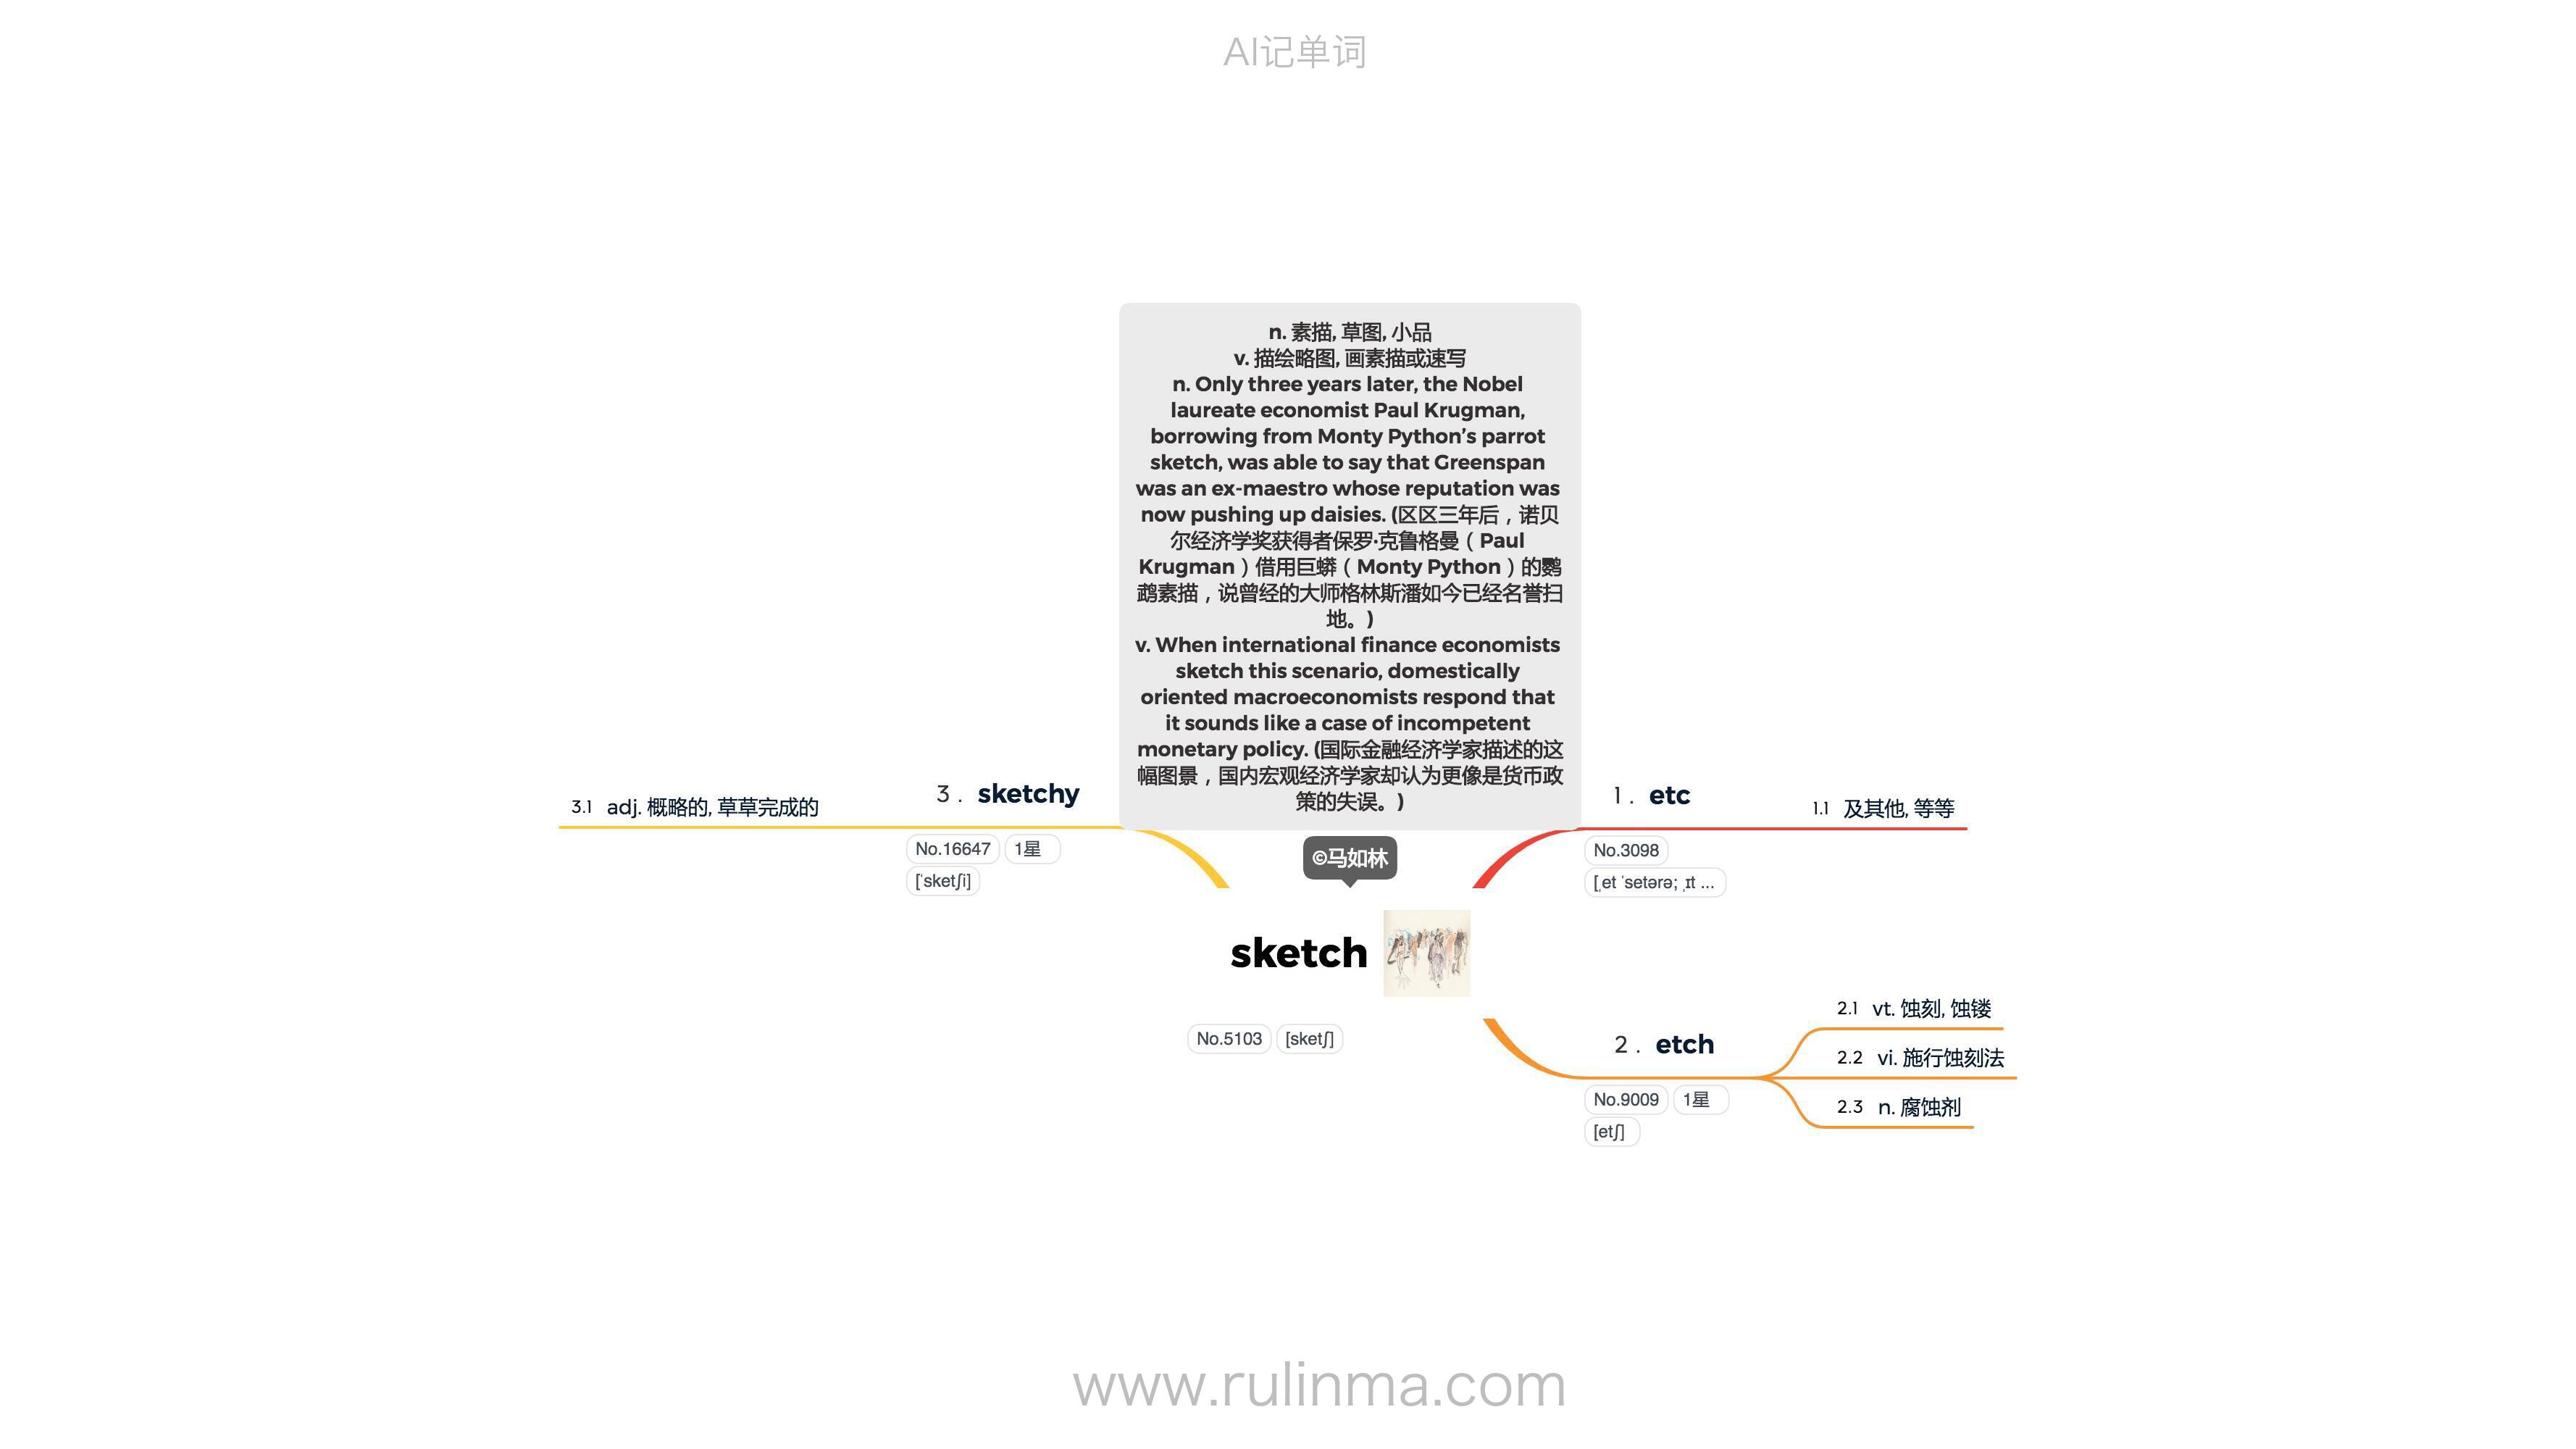 AI记单词
n. 素描, 草图, 小品
v. 描绘略图, 画素描或速写
n. Only three years later, the Nobel
laureate economist Paul Krugman,
borrowing from Monty Python’s parrot
sketch, was able to say that Greenspan
was an ex-maestro whose reputation was
now pushing up daisies. (区区三年后，诺贝
尔经济学奖获得者保罗·克鲁格曼（Paul
Krugman）借用巨蟒（Monty Python）的鹦
鹉素描，说曾经的大师格林斯潘如今已经名誉扫
地。)
v. When international finance economists
sketch this scenario, domestically
oriented macroeconomists respond that
it sounds like a case of incompetent
monetary policy. (国际金融经济学家描述的这
幅图景，国内宏观经济学家却认为更像是货币政
策的失误。)
©马如林
sketch
No.5103 [sketʃ]
1. etc
No.3098
[ˌet ˈsetərə; ˌɪt ...
1.1 及其他, 等等
2. etch
No.9009 1星
[etʃ]
2.1 vt. 蚀刻, 蚀镂
2.2 vi. 施行蚀刻法
2.3 n. 腐蚀剂
3. sketchy
No.16647 1星
[ˈsketʃi]
3.1 adj. 概略的, 草草完成的
www.rulinma.com